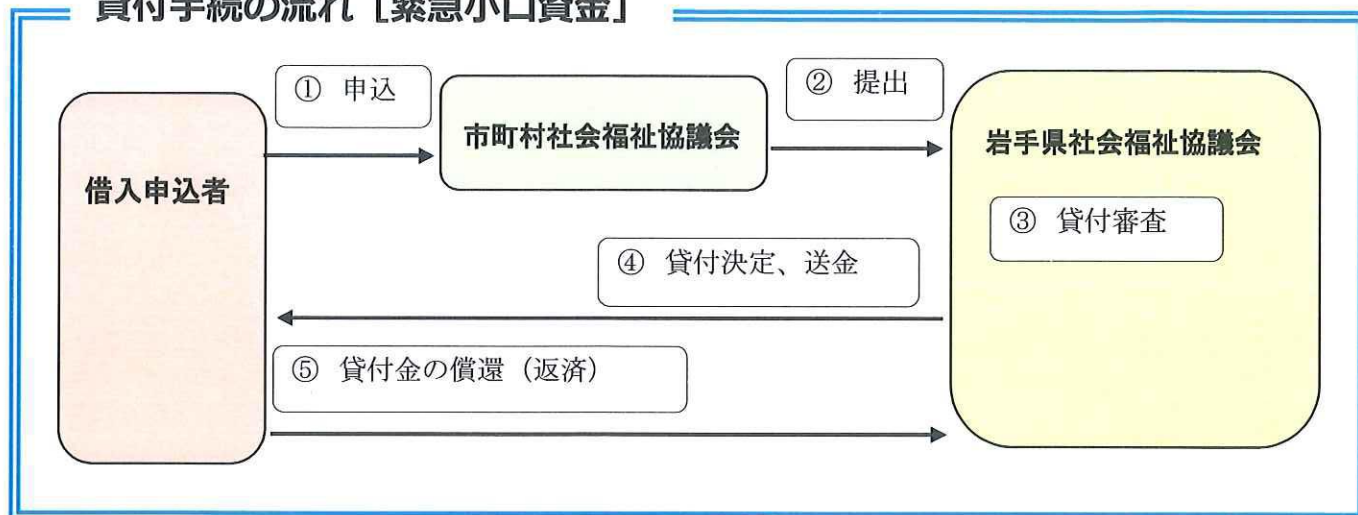 貸付手続の流れ［緊急小口資金］
① 申込
② 提出
借入申込者
市町村社会福祉協議会
岩手県社会福祉協議会
③ 貸付審査
④ 貸付決定、送金
⑤ 貸付金の償還（返済）